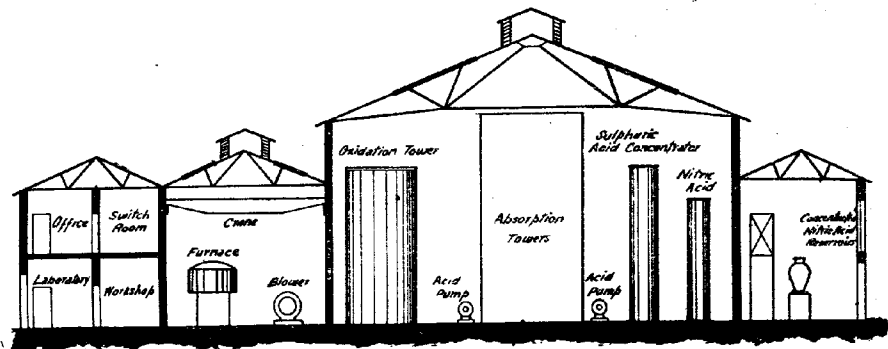 Oxidation Tower
Sulphuric
Acid Concentrator
Nitric
Acid
Office
Switch
Room
Crane
Absorption
Towers
Concentrated
Nitric Acid
Reservoir
Furnace
Laboratory
Workshop
Blower
Acid
Pump
Acid
Pump